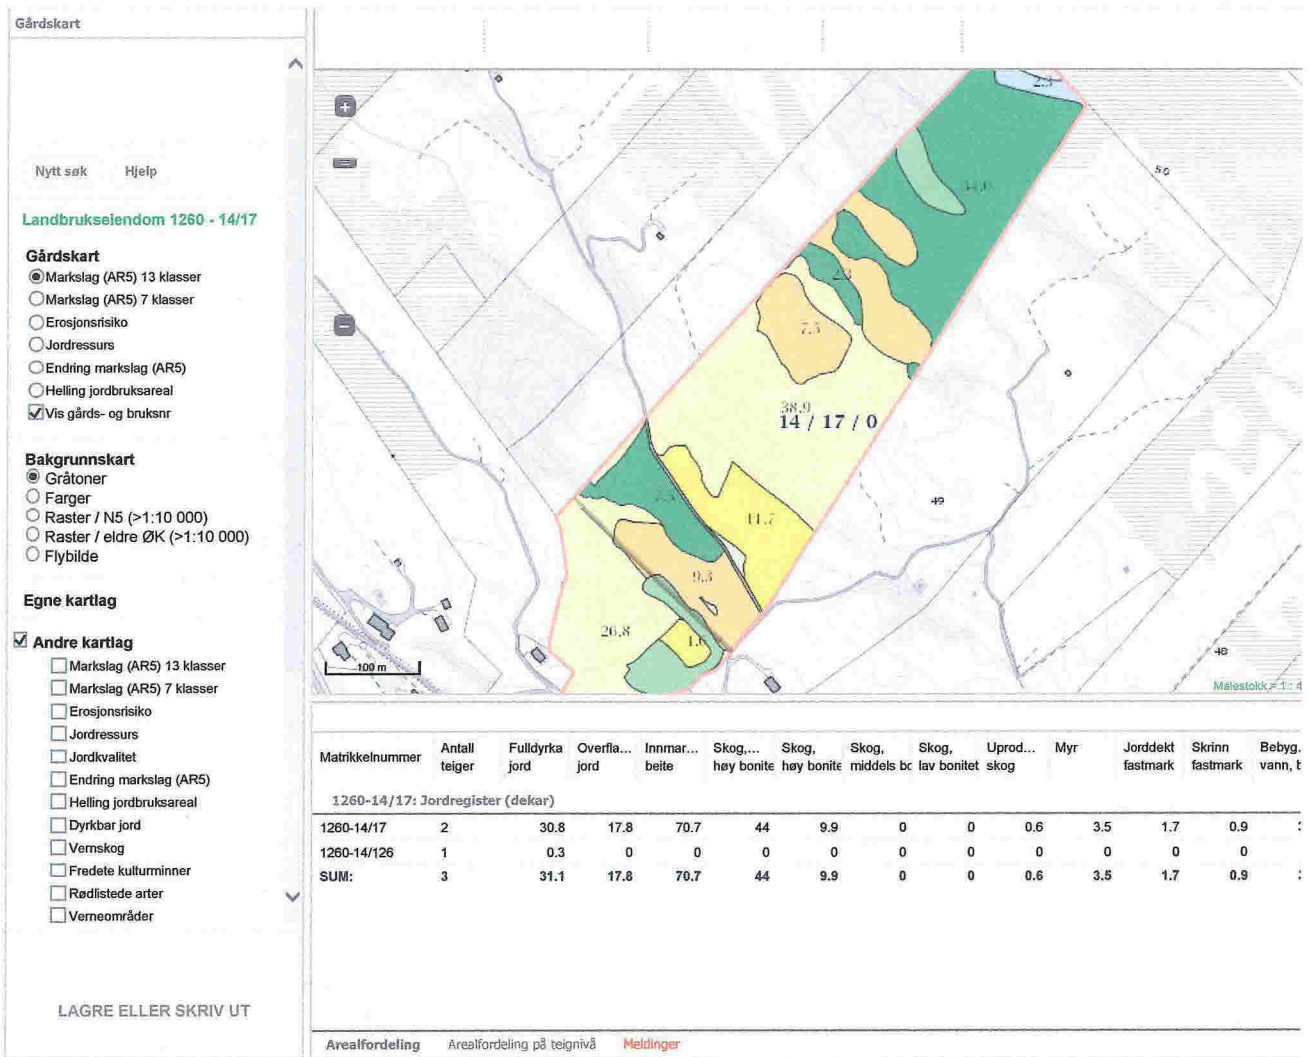 Gårdskart
Nytt søk Hjelp
Landbrukseiendom 1260 - 14/17
Gårdskart
Markslag (AR5) 13 klasser
Markslag (AR5) 7 klasser
Erosjonsrisiko
Jordressurs
Endring markslag (AR5)
Helling jordbruksareal
Vis gårds- og bruksnr
Bakgrunnskart
Gråtoner
Farger
Raster / N5 (>1:10 000)
Raster / eldre ØK (>1:10 000)
Flybilde
Egne kartlag
Andre kartlag
Markslag (AR5) 13 klasser
Markslag (AR5) 7 klasser
Erosjonsrisiko
Jordressurs
Jordkvalitet
Endring markslag (AR5)
Helling jordbruksareal
Dyrkbar jord
Vernskog
Fredete kulturminner
Rødlistede arter
Verneområder
LAGRE ELLER SKRIV UT
50
7.5
38.9
14 / 17 / 0
11.7
49
9.3
26.8
1.6
48
100 m
Målestokk = 1 : 4
Matrikkelnummer Antall teiger Fulldyrka jord Overfla... jord Innmar... beite Skog,... høy bonite Skog, høy bonite Skog, middels bo Skog, lav bonitet Uprod... skog Myr Jorddekt fastmark Skrinn fastmark Bebyg. vann, b
1260-14/17: Jordregister (dekar)
1260-14/17 2 30.8 17.8 70.7 44 9.9 0 0 0.6 3.5 1.7 0.9
1260-14/126 1 0.3 0 0 0 0 0 0 0 0 0 0
SUM: 3 31.1 17.8 70.7 44 9.9 0 0 0.6 3.5 1.7 0.9
Arealfordeling Arealfordeling på teignivå Meldinger